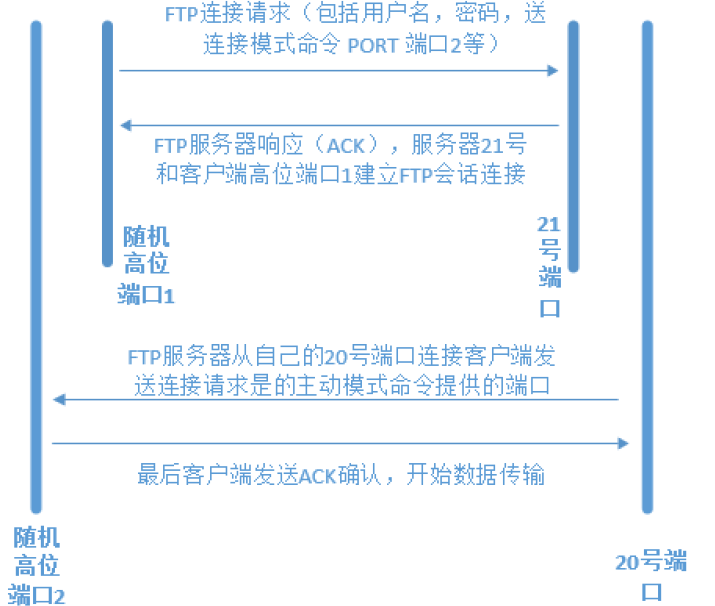 FTP连接请求（包括用户名，密码，送
连接模式命令 PORT 端口2等）
FTP服务器响应（ACK），服务器21号
和客户端高位端口1建立FTP会话连接
随机
高位
端口1
21
号
端
口
FTP服务器从自己的20号端口连接客户端发
送连接请求是的主动模式命令提供的端口
最后客户端发送ACK确认，开始数据传输
随机
高位
端口2
20号端
口